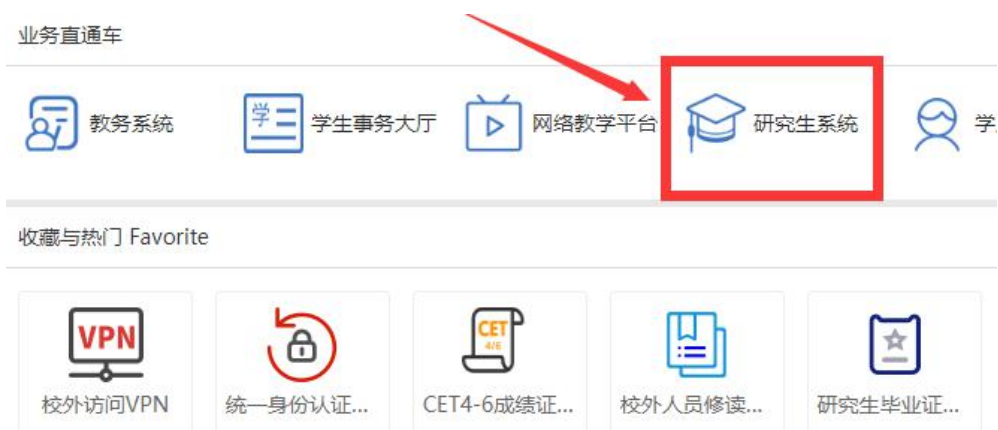 业务直通车
教务系统
学
学生事务大厅
网络教学平台
研究生系统
学
收藏与热门 Favorite
VPN
CET
4/6
校外访问VPN
统一身份认证...
CET4-6成绩证...
校外人员修读...
研究生毕业证...